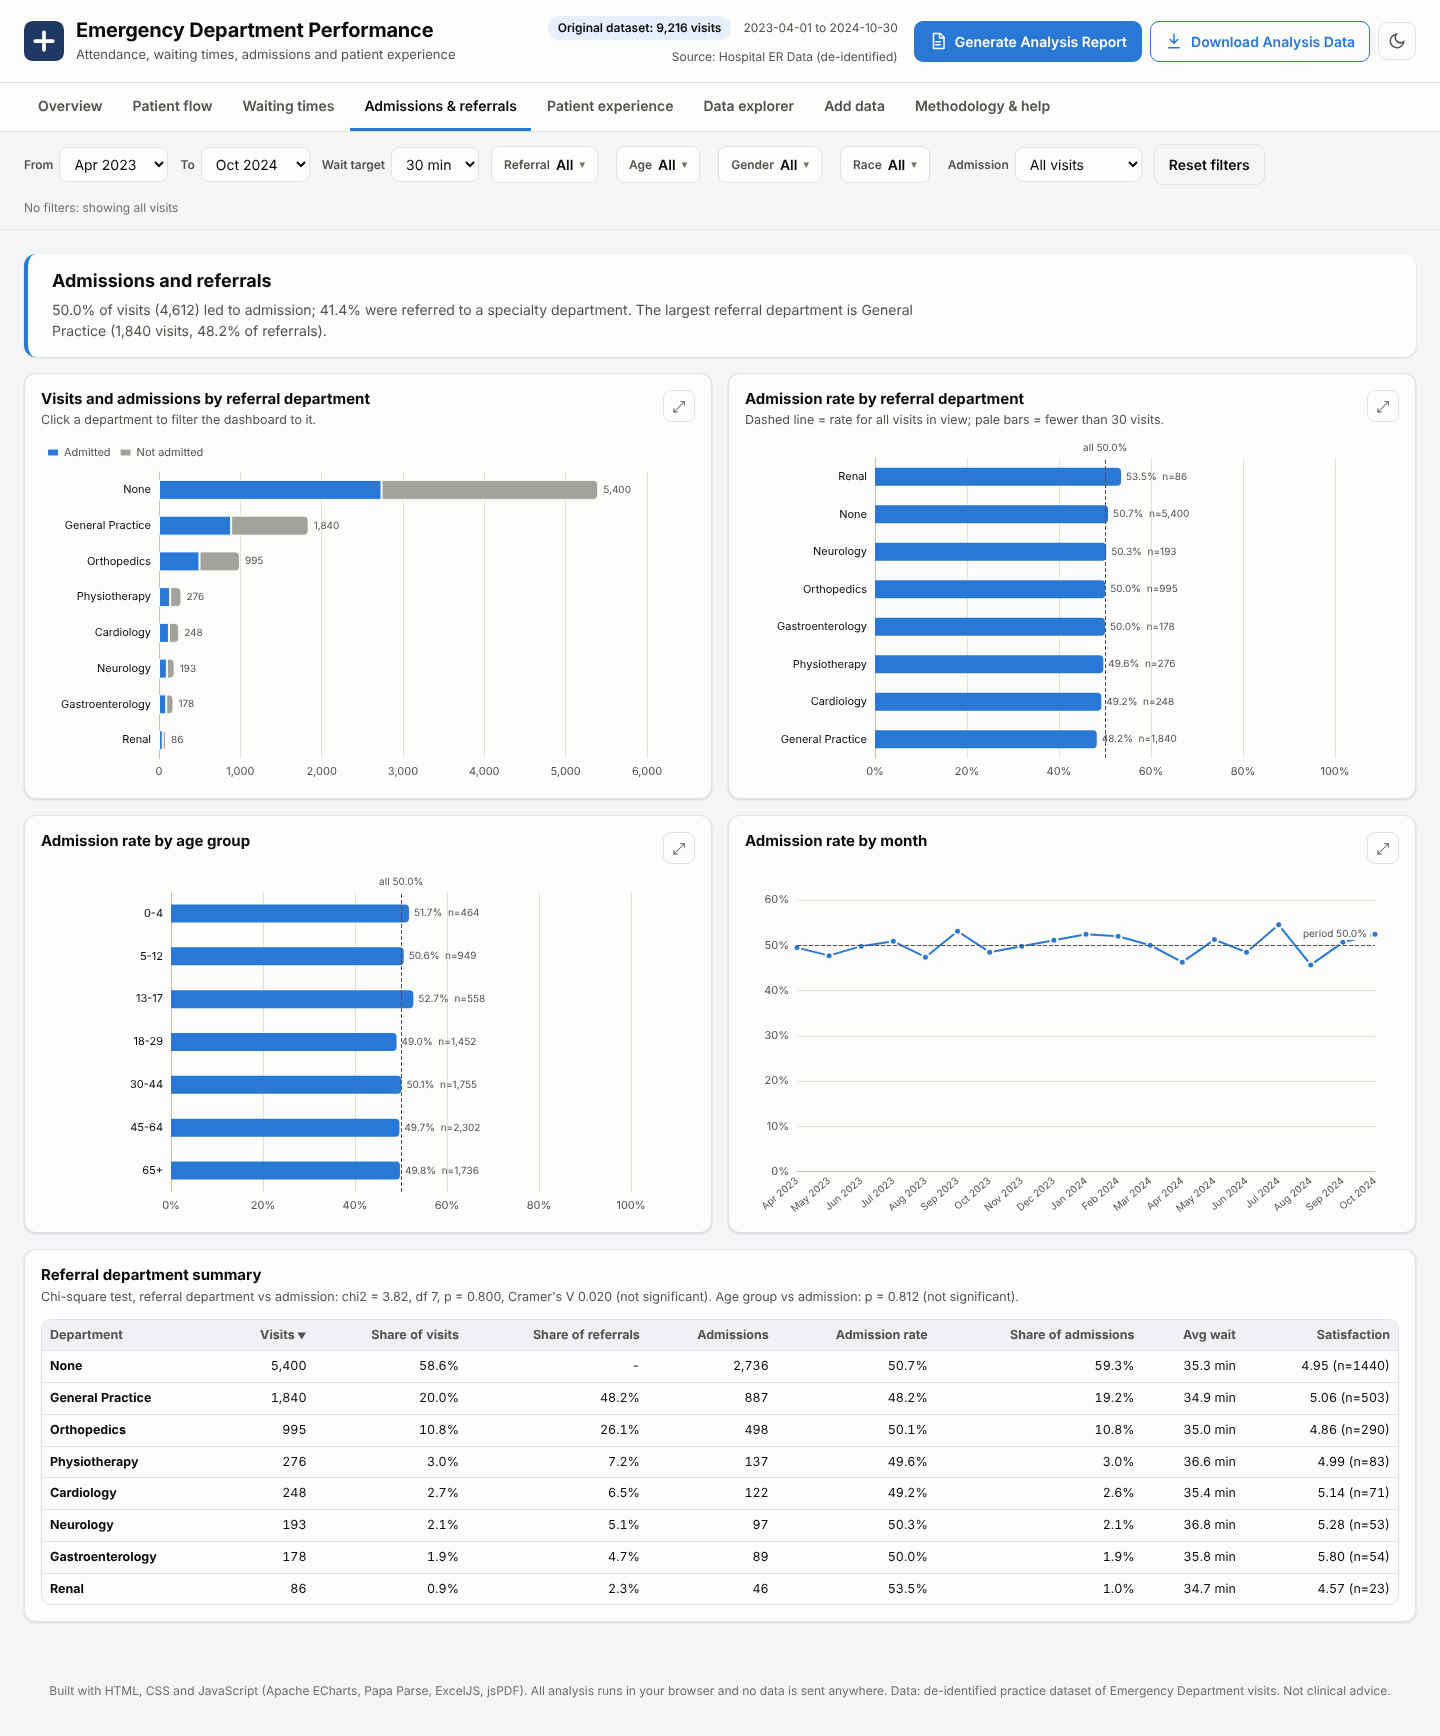 Emergency Department Performance
Attendance, waiting times, admissions and patient experience
Original dataset: 9,216 visits
2023-04-01 to 2024-10-30
Source: Hospital ER Data (de-identified)
Generate Analysis Report
Download Analysis Data
Overview Patient flow Waiting times Admissions & referrals Patient experience Data explorer Add data Methodology & help
From Apr 2023 To Oct 2024 Wait target 30 min Referral All ▾ Age All ▾ Gender All ▾ Race All ▾ Admission All visits Reset filters
No filters: showing all visits
Admissions and referrals
50.0% of visits (4,612) led to admission; 41.4% were referred to a specialty department. The largest referral department is General
Practice (1,840 visits, 48.2% of referrals).
Visits and admissions by referral department
Click a department to filter the dashboard to it.
Admitted Not admitted
None 5,400
General Practice 1,840
Orthopedics 995
Physiotherapy 276
Cardiology 248
Neurology 193
Gastroenterology 178
Renal 86
0 1,000 2,000 3,000 4,000 5,000 6,000
Admission rate by referral department
Dashed line = rate for all visits in view; pale bars = fewer than 30 visits.
all 50.0%
Renal 53.5% n=86
None 50.7% n=5,400
Neurology 50.3% n=193
Orthopedics 50.0% n=995
Gastroenterology 50.0% n=178
Physiotherapy 49.6% n=276
Cardiology 49.2% n=248
General Practice 48.2% n=1,840
0% 20% 40% 60% 80% 100%
Admission rate by age group
all 50.0%
0-4 51.7% n=464
5-12 50.6% n=949
13-17 52.7% n=558
18-29 49.0% n=1,452
30-44 50.1% n=1,755
45-64 49.7% n=2,302
65+ 49.8% n=1,736
0% 20% 40% 60% 80% 100%
Admission rate by month
60%
50%
40%
30%
20%
10%
0%
period 50.0%
Apr 2023 May 2023 Jun 2023 Jul 2023 Aug 2023 Sep 2023 Oct 2023 Nov 2023 Dec 2023 Jan 2024 Feb 2024 Mar 2024 Apr 2024 May 2024 Jun 2024 Jul 2024 Aug 2024 Sep 2024 Oct 2024
Referral department summary
Chi-square test, referral department vs admission: chi2 = 3.82, df 7, p = 0.800, Cramer's V 0.020 (not significant). Age group vs admission: p = 0.812 (not significant).
Department Visits ▼ Share of visits Share of referrals Admissions Admission rate Share of admissions Avg wait Satisfaction
None 5,400 58.6% - 2,736 50.7% 59.3% 35.3 min 4.95 (n=1440)
General Practice 1,840 20.0% 48.2% 887 48.2% 19.2% 34.9 min 5.06 (n=503)
Orthopedics 995 10.8% 26.1% 498 50.1% 10.8% 35.0 min 4.86 (n=290)
Physiotherapy 276 3.0% 7.2% 137 49.6% 3.0% 36.6 min 4.99 (n=83)
Cardiology 248 2.7% 6.5% 122 49.2% 2.6% 35.4 min 5.14 (n=71)
Neurology 193 2.1% 5.1% 97 50.3% 2.1% 36.8 min 5.28 (n=53)
Gastroenterology 178 1.9% 4.7% 89 50.0% 1.9% 35.8 min 5.80 (n=54)
Renal 86 0.9% 2.3% 46 53.5% 1.0% 34.7 min 4.57 (n=23)
Built with HTML, CSS and JavaScript (Apache ECharts, Papa Parse, ExcelJS, jsPDF). All analysis runs in your browser and no data is sent anywhere. Data: de-identified practice dataset of Emergency Department visits. Not clinical advice.